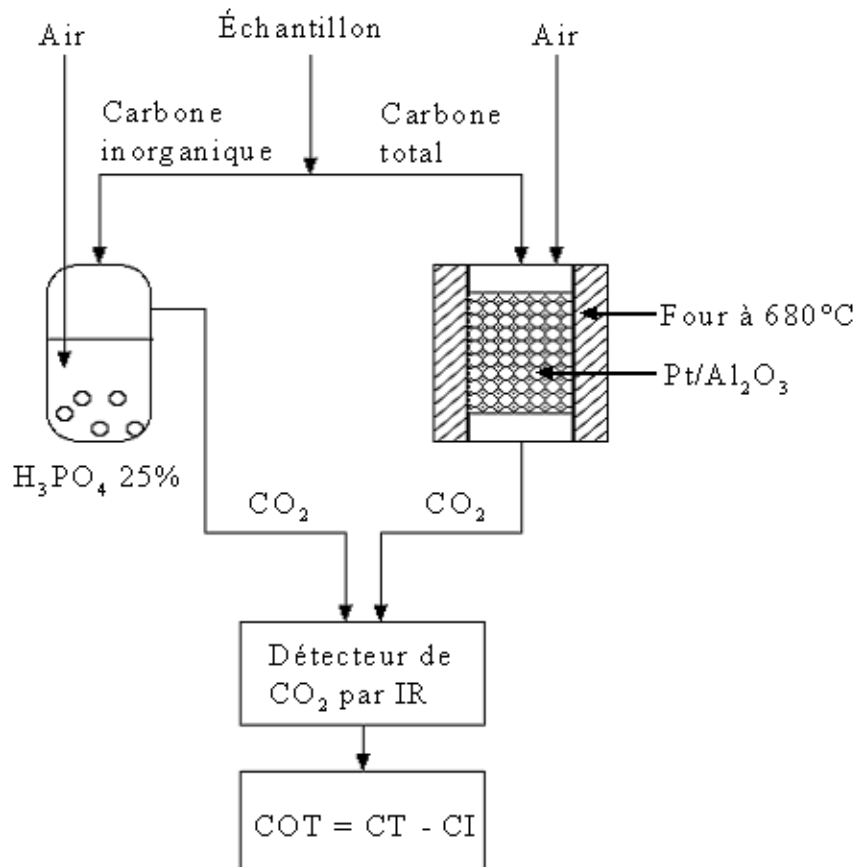 Échantillon
Air
Air
Carbone
inorganique
Carbone
total
Four à 680°C
Pt/Al₂O₃
H₃PO₄ 25%
CO₂
CO₂
Détecteur de
CO₂ par IR
COT = CT - CI